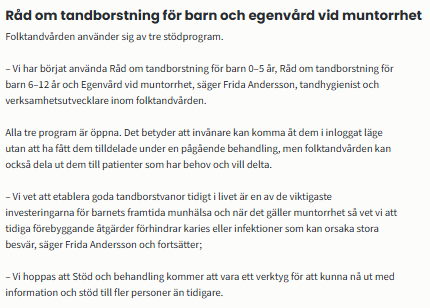 Råd om tandborstning för barn och egenvård vid muntorrhet
Folktandvården använder sig av tre stödprogram.
– Vi har börjat använda Råd om tandborstning för barn 0–5 år, Råd om tandborstning för
barn 6–12 år och Egenvård vid muntorrhet, säger Frida Andersson, tandhygienist och
verksamhetsutvecklare inom folktandvården.
Alla tre program är öppna. Det betyder att invånare kan komma åt dem i inloggat läge
utan att ha fått dem tilldelade under en pågående behandling, men folktandvården kan
också dela ut dem till patienter som har behov och vill delta.
– Vi vet att etablera goda tandborstvanor tidigt i livet är en av de viktigaste
investeringarna för barnets framtida munhälsa och när det gäller muntorrhet så vet vi att
tidiga förebyggande åtgärder förhindrar karies eller infektioner som kan orsaka stora
besvär, säger Frida Andersson och fortsätter;
– Vi hoppas att Stöd och behandling kommer att vara ett verktyg för att kunna nå ut med
information och stöd till fler personer än tidigare.